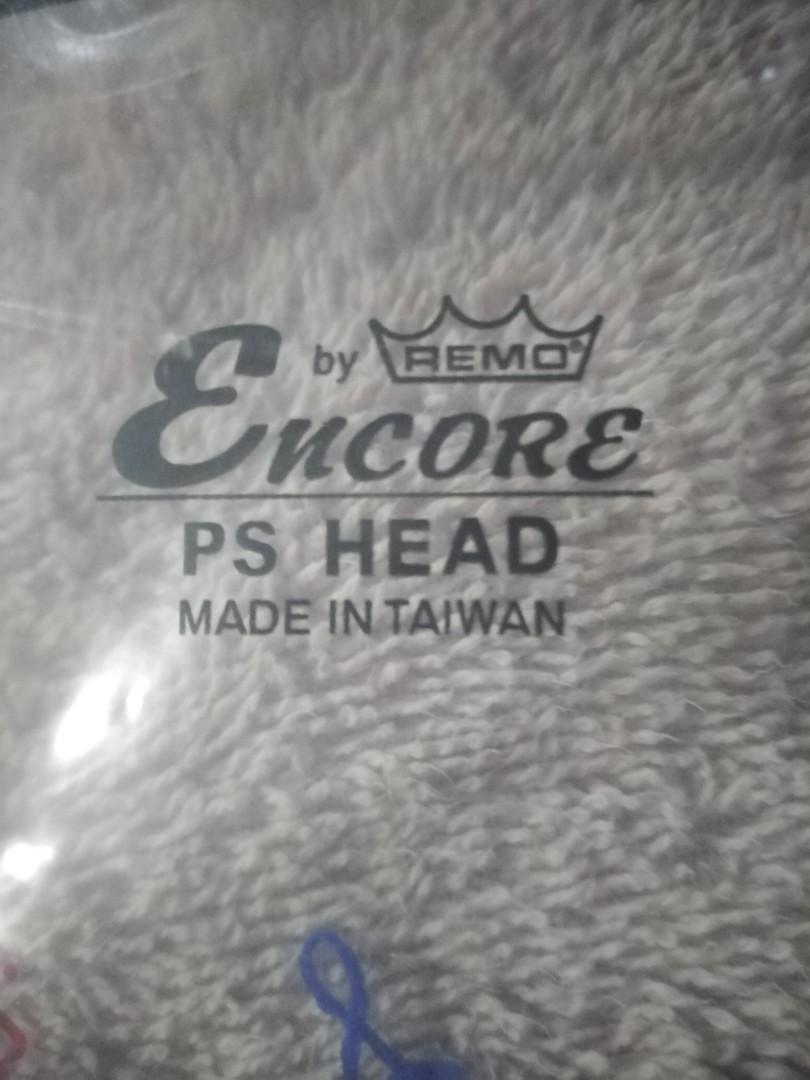 by REMO®
Encore
PS HEAD
MADE IN TAIWAN